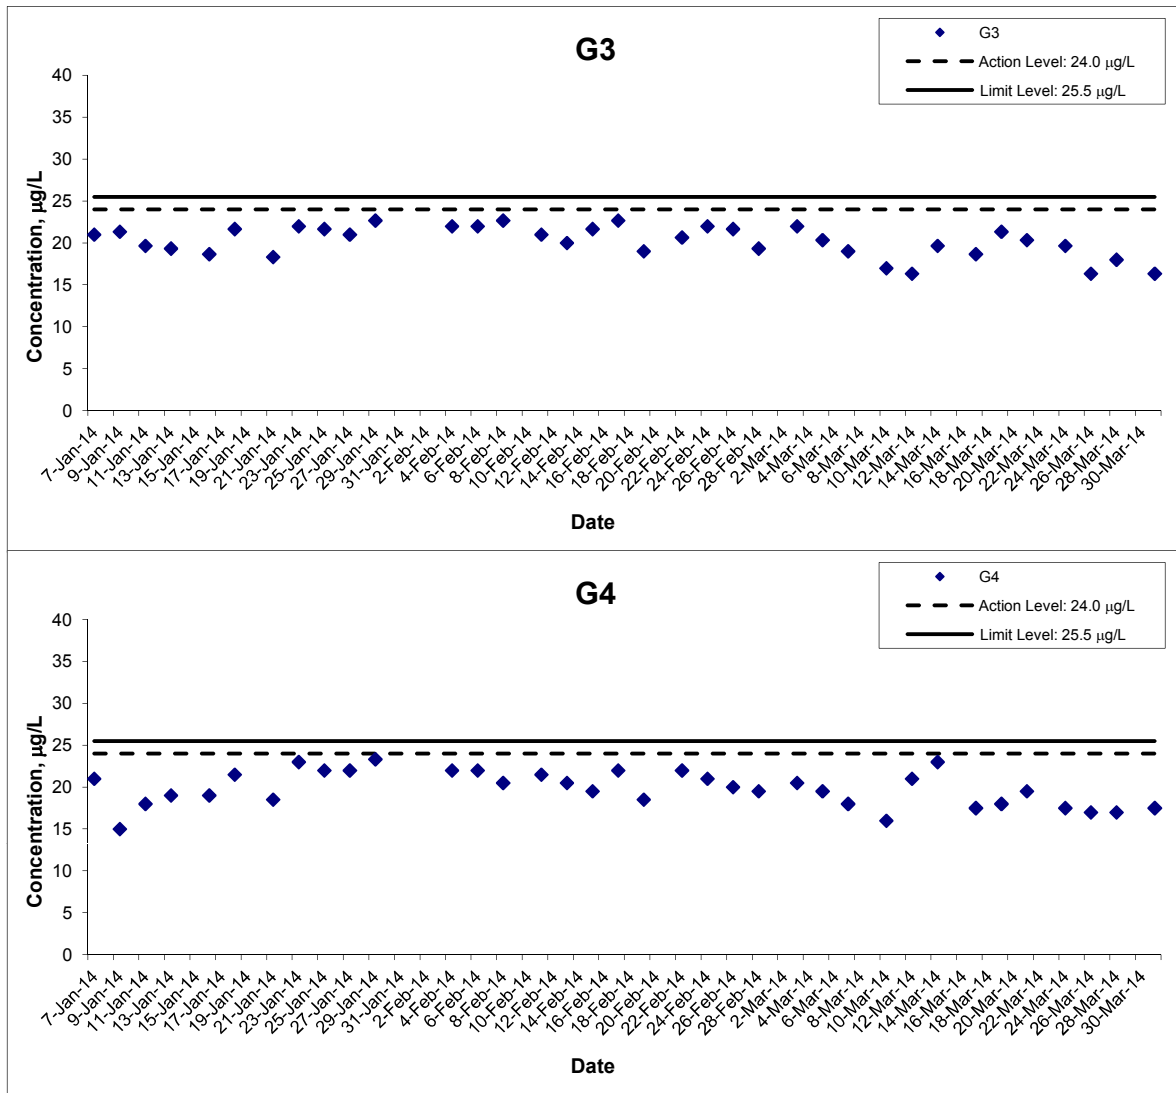 G3
G3
Action Level: 24.0 µg/L
Limit Level: 25.5 µg/L
Concentration, µg/L
40
35
30
25
20
15
10
5
0
7-Jan-14
9-Jan-14
11-Jan-14
13-Jan-14
15-Jan-14
17-Jan-14
19-Jan-14
21-Jan-14
23-Jan-14
25-Jan-14
27-Jan-14
29-Jan-14
31-Jan-14
2-Feb-14
4-Feb-14
6-Feb-14
8-Feb-14
10-Feb-14
12-Feb-14
14-Feb-14
16-Feb-14
18-Feb-14
20-Feb-14
22-Feb-14
24-Feb-14
26-Feb-14
28-Feb-14
2-Mar-14
4-Mar-14
6-Mar-14
8-Mar-14
10-Mar-14
12-Mar-14
14-Mar-14
16-Mar-14
18-Mar-14
20-Mar-14
22-Mar-14
24-Mar-14
26-Mar-14
28-Mar-14
30-Mar-14
Date
G4
G4
Action Level: 24.0 µg/L
Limit Level: 25.5 µg/L
Concentration, µg/L
40
35
30
25
20
15
10
5
0
7-Jan-14
9-Jan-14
11-Jan-14
13-Jan-14
15-Jan-14
17-Jan-14
19-Jan-14
21-Jan-14
23-Jan-14
25-Jan-14
27-Jan-14
29-Jan-14
31-Jan-14
2-Feb-14
4-Feb-14
6-Feb-14
8-Feb-14
10-Feb-14
12-Feb-14
14-Feb-14
16-Feb-14
18-Feb-14
20-Feb-14
22-Feb-14
24-Feb-14
26-Feb-14
28-Feb-14
2-Mar-14
4-Mar-14
6-Mar-14
8-Mar-14
10-Mar-14
12-Mar-14
14-Mar-14
16-Mar-14
18-Mar-14
20-Mar-14
22-Mar-14
24-Mar-14
26-Mar-14
28-Mar-14
30-Mar-14
Date